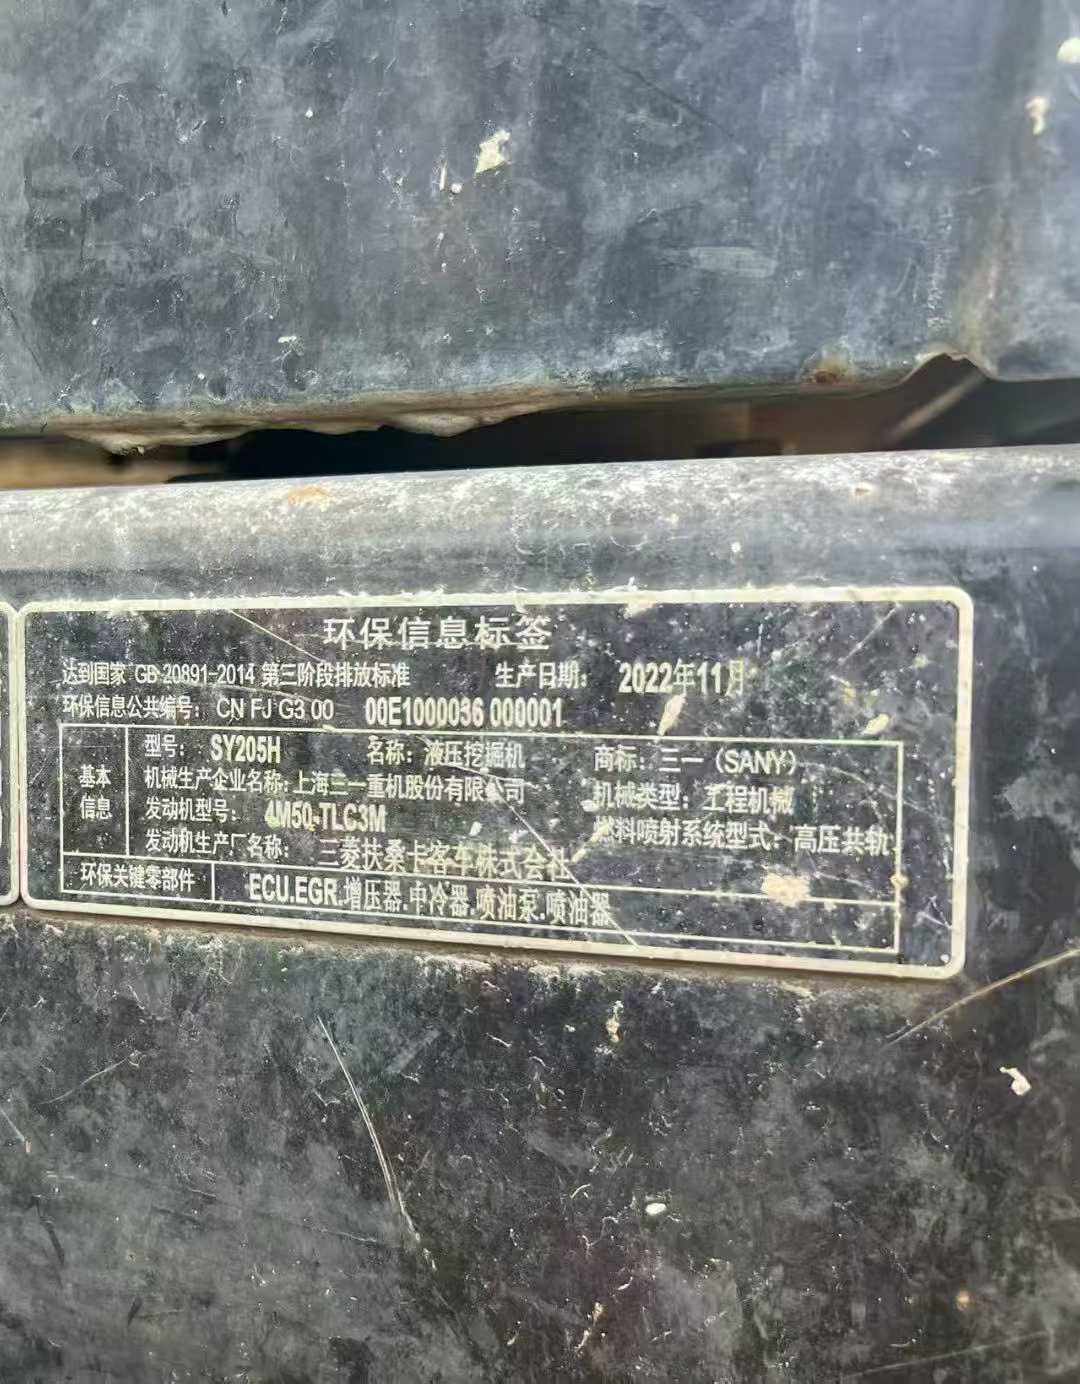 环保信息标签
达到国家 GB 20891-2014 第三阶段排放标准 生产日期: 2022年11月
环保信息公共编号: CN FJ G3 00 00E1000036 000001
基本信息
型号: SY205H 名称: 液压挖掘机 商标: 三一 (SANY)
机械生产企业名称: 上海三一重机股份有限公司 机械类型: 工程机械
发动机型号: 4M50-TLC3M 燃料喷射系统型式: 高压共轨
发动机生产厂名称: 三菱扶桑卡客车株式会社
环保关键零部件 ECU.EGR.增压器.中冷器.喷油泵.喷油器